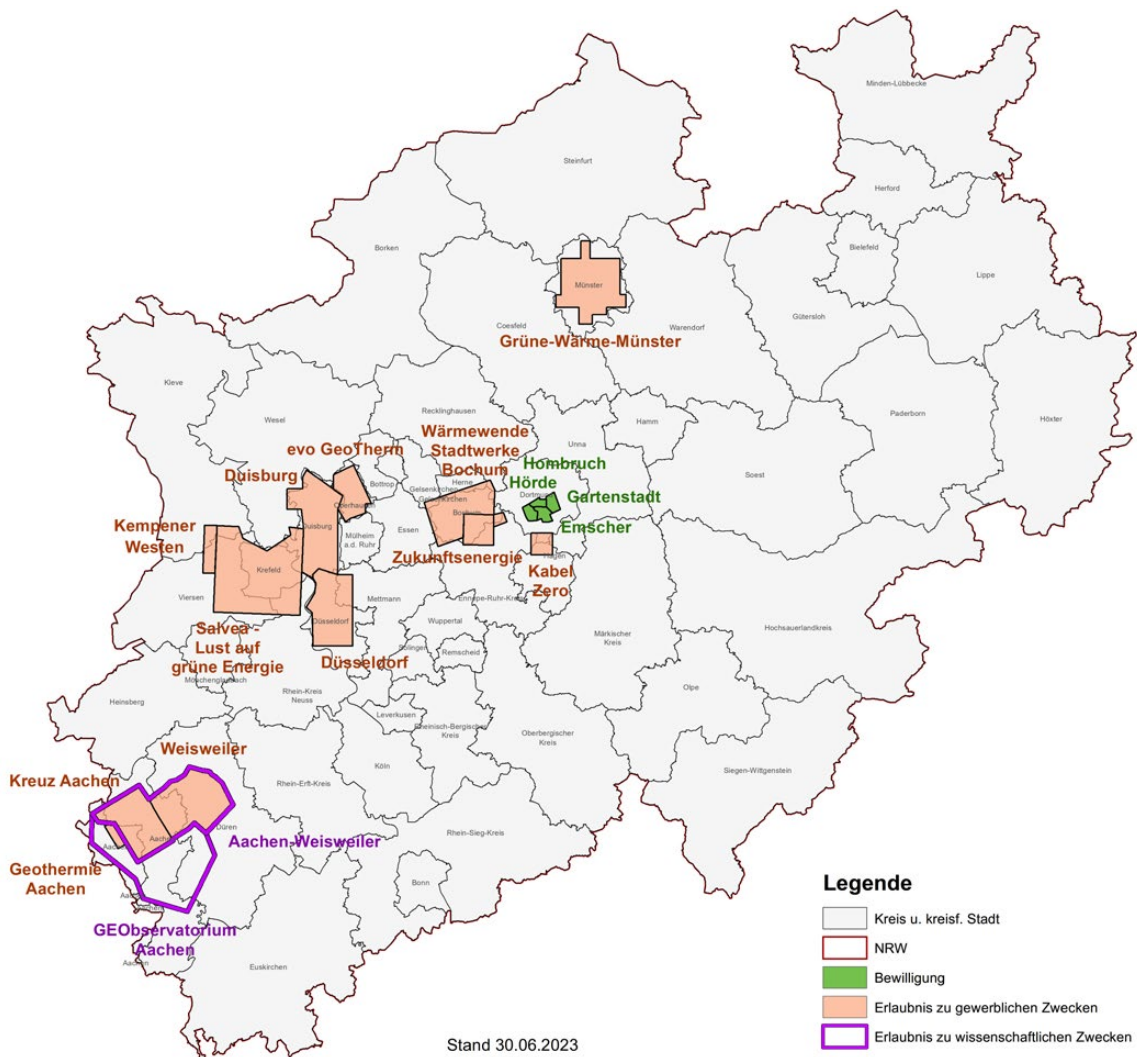 Minden-Lübbecke
Steinfurt
Herford
Bielefeld
Lippe
Borken
Münster
Gütersloh
Coesfeld
Warendorf
Grüne-Wärme-Münster
Kleve
Höxter
Paderborn
Recklinghausen
Wesel
Hamm
Unna
Soest
Wärmewende
Stadtwerke
Bochum
evo GeoTherm
Duisburg
Hombruch
Hörde
Gartenstadt
Emscher
Bottrop
Gelsenkirchen
Herne
Dortmund
Oberhausen
Bochum
Duisburg
Mülheim
a.d. Ruhr
Essen
Kempener
Westen
Zukunftsenergie
Hagen
Kabel
Zero
Krefeld
Viersen
Mettmann
Ennepe-Ruhr-Kreis
Düsseldorf
Wuppertal
Märkischer
Kreis
Hochsauerlandkreis
Salvea -
Lust auf
grüne Energie
Düsseldorf
Solingen
Remscheid
Mönchengladbach
Rhein-Kreis
Neuss
Olpe
Heinsberg
Leverkusen
Rheinisch-Bergischer
Kreis
Oberbergischer
Kreis
Weisweiler
Köln
Siegen-Wittgenstein
Kreuz Aachen
Rhein-Erft-Kreis
Düren
Rhein-Sieg-Kreis
Aachen
Aachen
Aachen-Weisweiler
Geothermie
Aachen
Bonn
GEObservatorium
Aachen
Aachen
Euskirchen
Legende
Kreis u. kreisf. Stadt
NRW
Bewilligung
Erlaubnis zu gewerblichen Zwecken
Erlaubnis zu wissenschaftlichen Zwecken
Stand 30.06.2023